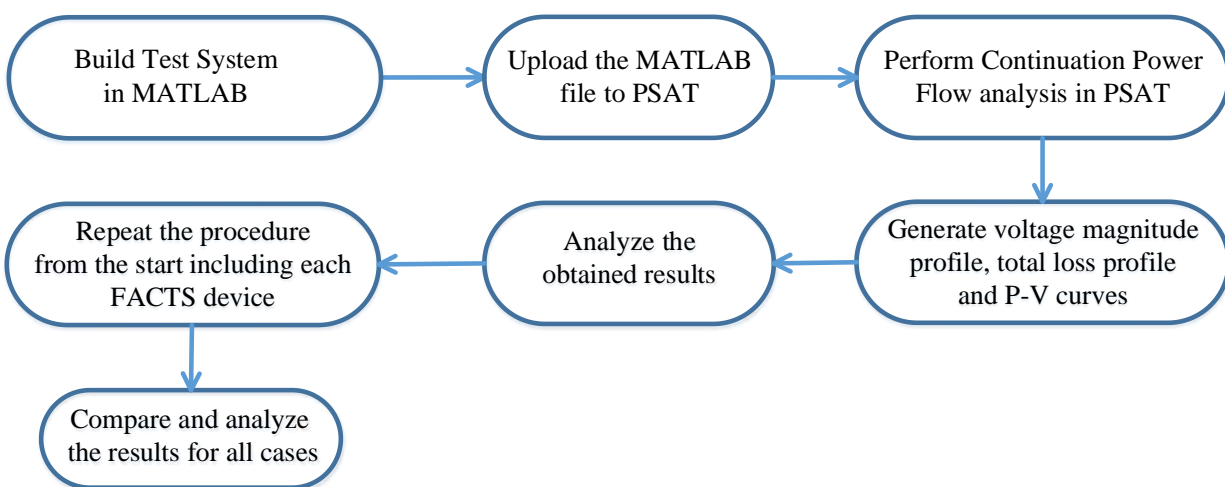 Build Test System
in MATLAB
Upload the MATLAB
file to PSAT
Perform Continuation Power
Flow analysis in PSAT
Generate voltage magnitude
profile, total loss profile
and P-V curves
Analyze the
obtained results
Repeat the procedure
from the start including each
FACTS device
Compare and analyze
the results for all cases